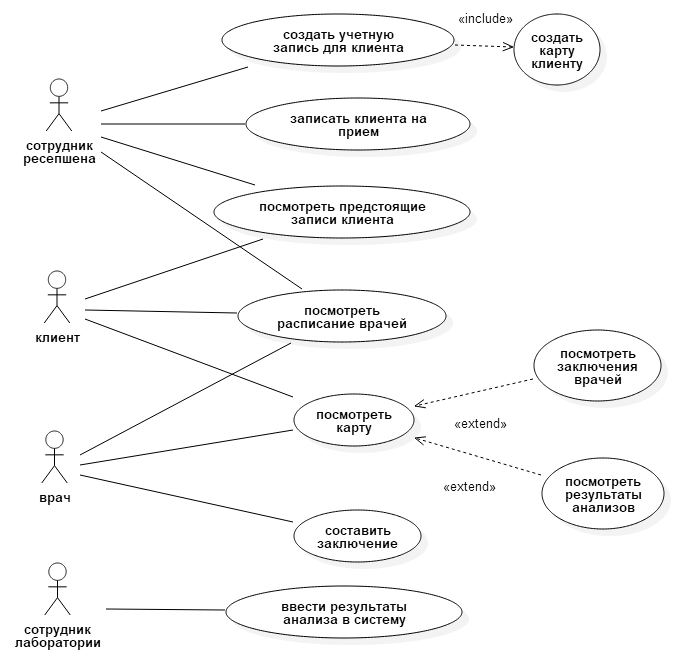 «include»
создать учетную
запись для клиента
создать
карту
клиенту
записать клиента на
прием
сотрудник
ресепшена
посмотреть предстоящие
записи клиента
клиент
посмотреть
расписание врачей
посмотреть
заключения
врачей
посмотреть
карту
«extend»
врач
«extend»
посмотреть
результаты
анализов
составить
заключение
сотрудник
лаборатории
ввести результаты
анализа в систему